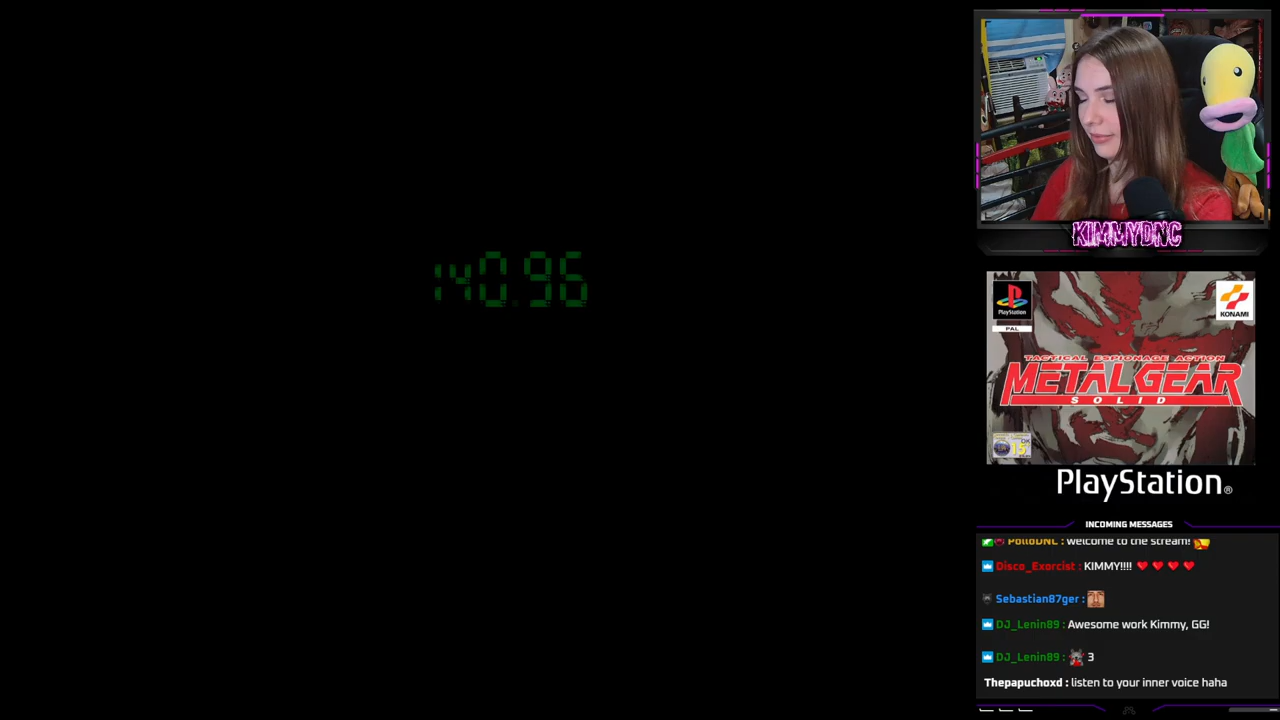 140.96
KIMMYDNC
PlayStation
PAL
KONAMI
TACTICAL ESPIONAGE ACTION
METAL GEAR
SOLID
15
PlayStation®
INCOMING MESSAGES
PolloDNC : welcome to the stream!
Disco_Exorcist : KIMMY!!!!
Sebastian87ger :
DJ_Lenin89 : Awesome work Kimmy, GG!
DJ_Lenin89 : 3
Thepapuchoxd : listen to your inner voice haha